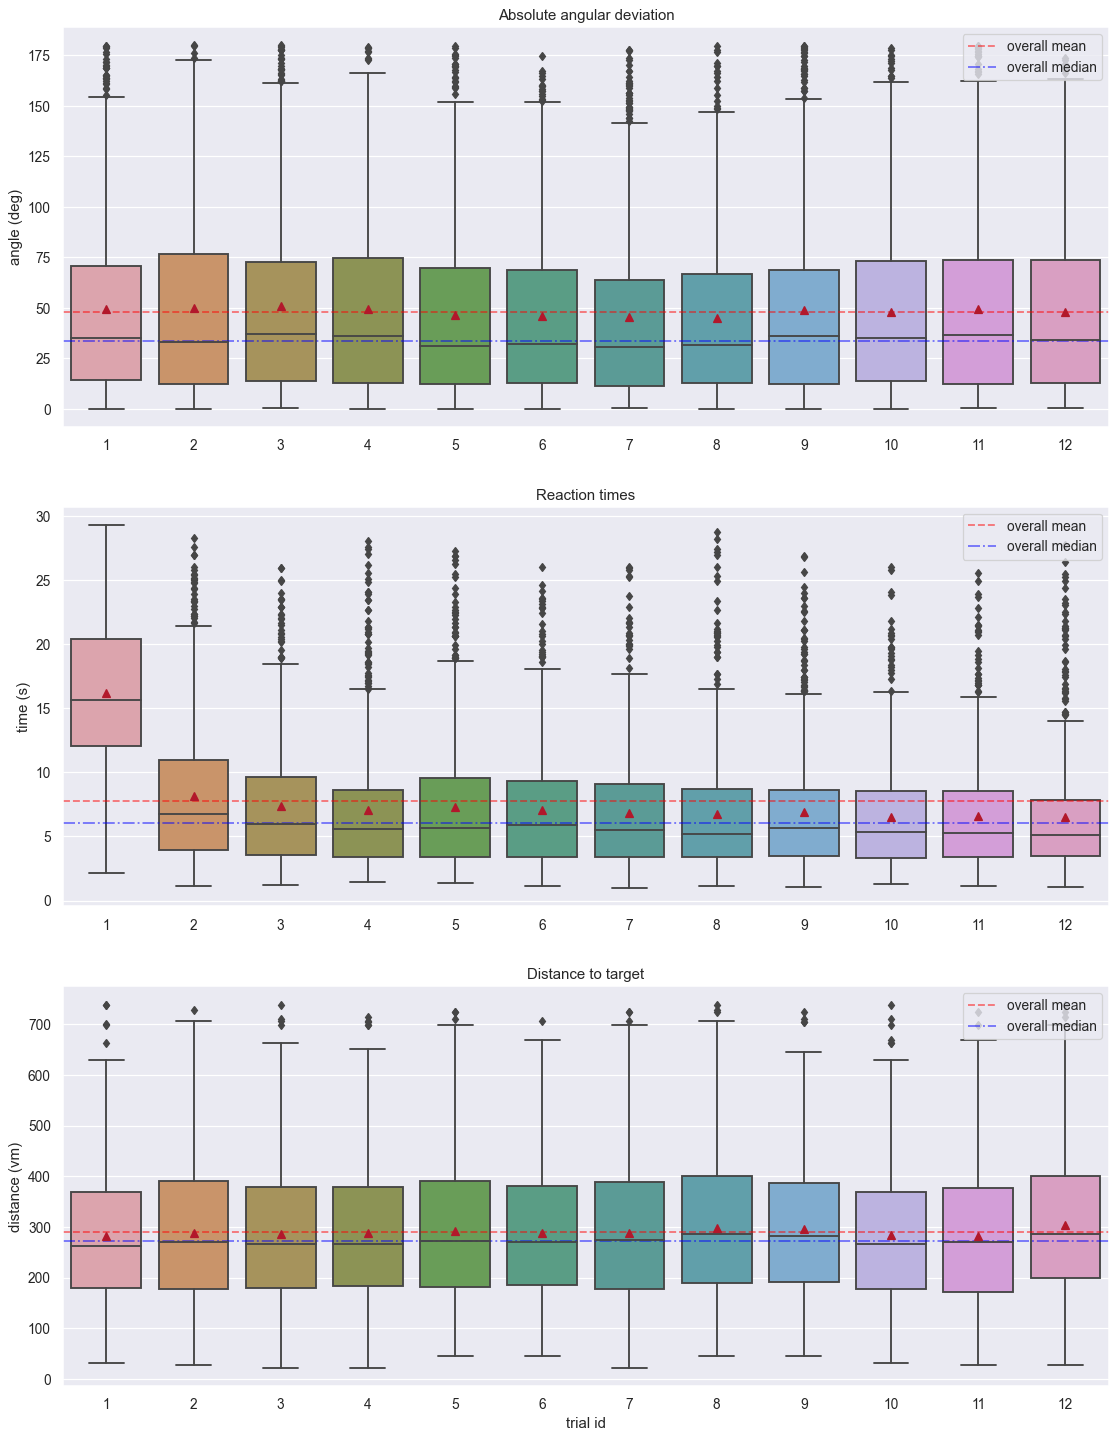 Absolute angular deviation
overall mean
overall median
angle (deg)
175
150
125
100
75
50
25
0
1 2 3 4 5 6 7 8 9 10 11 12
Reaction times
overall mean
overall median
time (s)
30
25
20
15
10
5
0
1 2 3 4 5 6 7 8 9 10 11 12
Distance to target
overall mean
overall median
distance (vm)
700
600
500
400
300
200
100
0
1 2 3 4 5 6 7 8 9 10 11 12
trial id